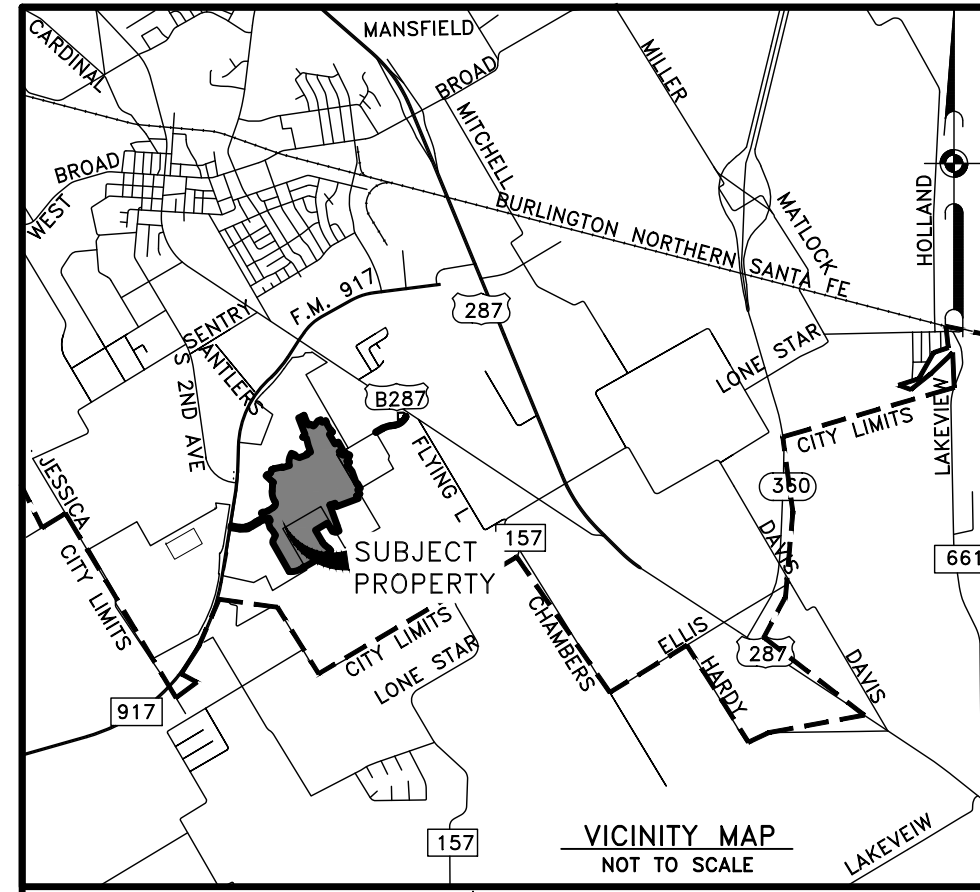 CARDINAL
MANSFIELD
BROAD
MILLER
MITCHELL
BROAD
WEST
BURLINGTON NORTHERN SANTA FE
MATLOCK
HOLLAND
F.M. 917
287
SENTRY
ANTLERS
S 2ND AVE
LONE STAR
B287
CITY LIMITS
LAKEVIEW
FLYING L
JESSICA
360
157
DAVIS
661
SUBJECT
PROPERTY
CITY LIMITS
CHAMBERS
CITY LIMITS
ELLIS
287
LONE STAR
HARDY
DAVIS
917
157
VICINITY MAP
NOT TO SCALE
LAKEVEIW